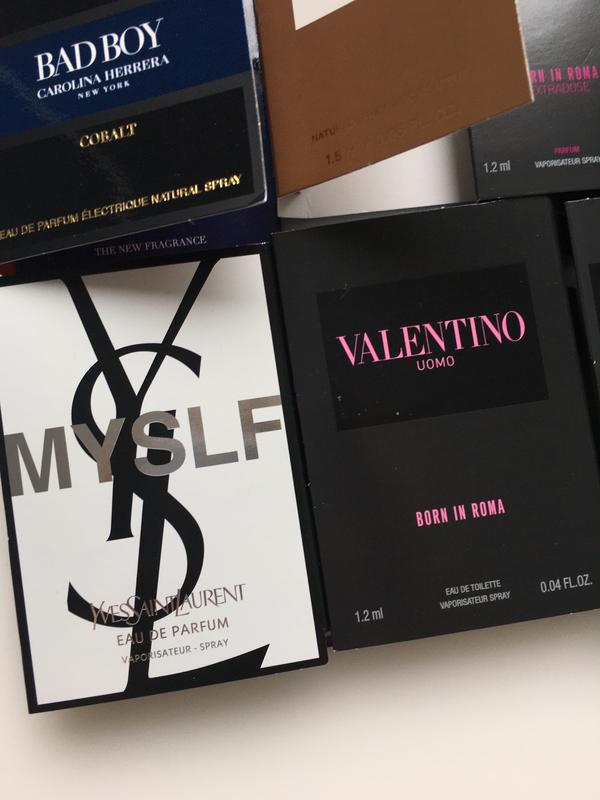 BAD BOY
CAROLINA HERRERA
NEW YORK
COBALT
EAU DE PARFUM ÉLECTRIQUE NATURAL SPRAY
THE NEW FRAGRANCE
1.5
RN IN ROMA
EXTRADOSE
PARFUM
1.2 ml
VAPORISATEUR SPRAY
MYSLF
YVES SAINT LAURENT
EAU DE PARFUM
VAPORISATEUR - SPRAY
VALENTINO
UOMO
BORN IN ROMA
EAU DE TOILETTE
VAPORISATEUR SPRAY
1.2 ml
0.04 FL.OZ.